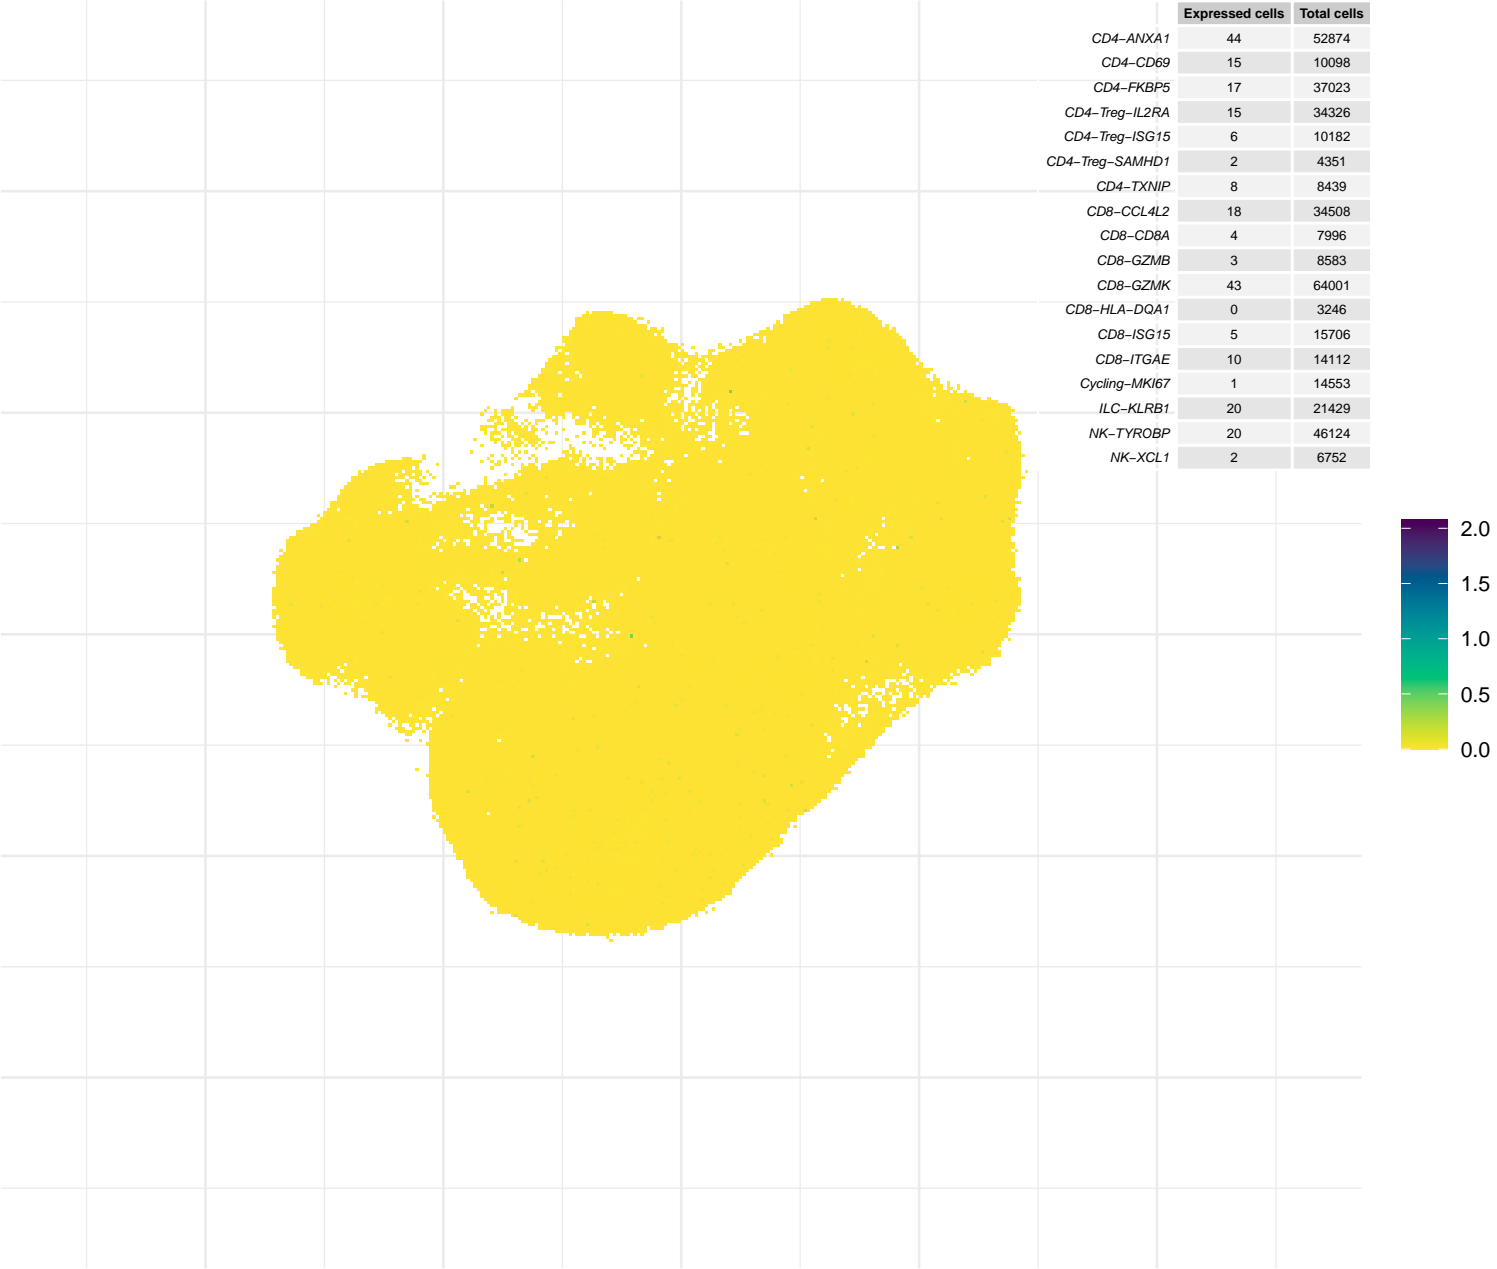 Expressed cells Total cells
CD4−ANXA1 44 52874
CD4−CD69 15 10098
CD4−FKBP5 17 37023
CD4−Treg−IL2RA 15 34326
CD4−Treg−ISG15 6 10182
CD4−Treg−SAMHD1 2 4351
CD4−TXNIP 8 8439
CD8−CCL4L2 18 34508
CD8−CD8A 4 7996
CD8−GZMB 3 8583
CD8−GZMK 43 64001
CD8−HLA−DQA1 0 3246
CD8−ISG15 5 15706
CD8−ITGAE 10 14112
Cycling−MKI67 1 14553
ILC−KLRB1 20 21429
NK−TYROBP 20 46124
NK−XCL1 2 6752
2.0
1.5
1.0
0.5
0.0